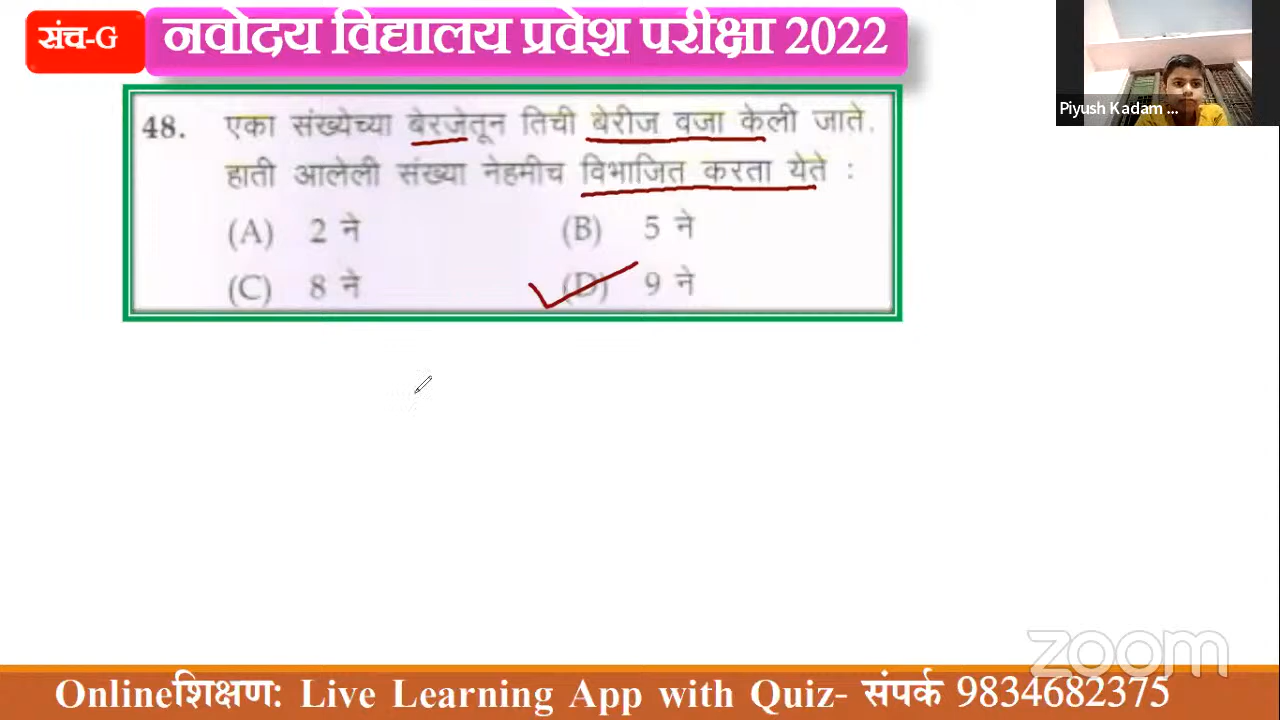 संच-G
नवोदय विद्यालय प्रवेश परीक्षा 2022
Piyush Kadam ...
48. एका संख्येच्या बेरजेतून तिची बेरीज वजा केली जाते.
हाती आलेली संख्या नेहमीच विभाजित करता येते :
(A) 2 ने (B) 5 ने
(C) 8 ने (D) 9 ने
zoom
Onlineशिक्षण: Live Learning App with Quiz- संपर्क 9834682375